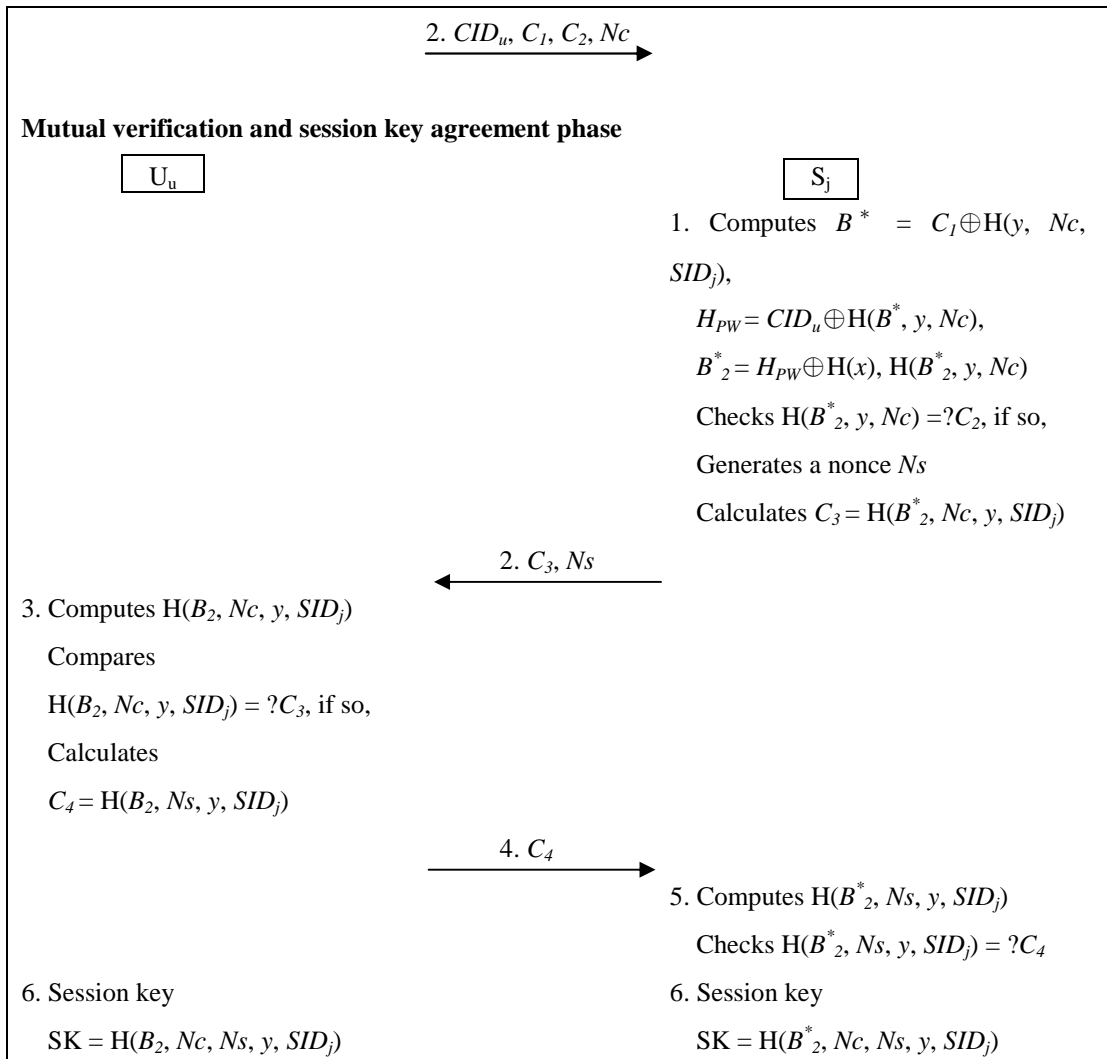 2. CIDu, C1, C2, Nc
Mutual verification and session key agreement phase
Uu
Sj
1. Computes B * = C1⊕H(y, Nc,
SIDj),
HPW = CIDu⊕H(B*, y, Nc),
B*2 = HPW⊕H(x), H(B*2, y, Nc)
Checks H(B*2, y, Nc) =?C2, if so,
Generates a nonce Ns
Calculates C3 = H(B*2, Nc, y, SIDj)
2. C3, Ns
3. Computes H(B2, Nc, y, SIDj)
Compares
H(B2, Nc, y, SIDj) = ?C3, if so,
Calculates
C4 = H(B2, Ns, y, SIDj)
4. C4
5. Computes H(B*2, Ns, y, SIDj)
Checks H(B*2, Ns, y, SIDj) = ?C4
6. Session key
SK = H(B2, Nc, Ns, y, SIDj)
6. Session key
SK = H(B*2, Nc, Ns, y, SIDj)